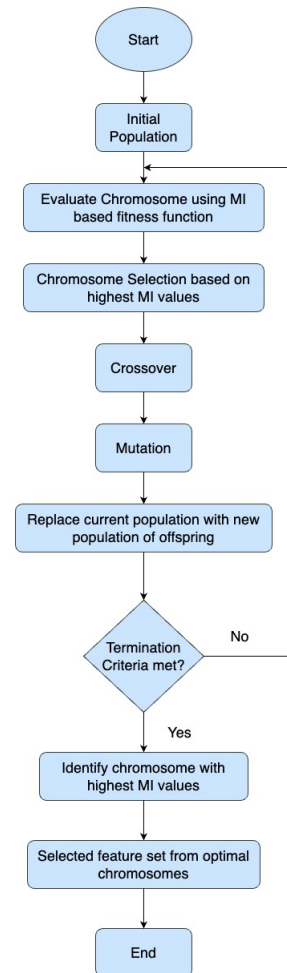 Start
Initial
Population
Evaluate Chromosome using MI
based fitness function
Chromosome Selection based on
highest MI values
Crossover
Mutation
Replace current population with new
population of offspring
Termination
Criteria met?
No
Yes
Identify chromosome with
highest MI values
Selected feature set from optimal
chromosomes
End